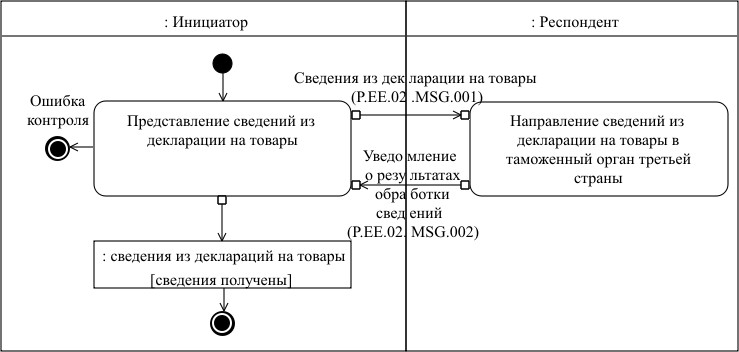 : Инициатор
: Респондент
Сведения из декларации на товары
(P.EE.02 .MSG.001)
Ошибка
контроля
Представление сведений из
декларации на товары
Направление сведений из
декларации на товары в
таможенный орган третьей
страны
Уведомление
о результатах
обработки
сведений
(P.EE.02. MSG.002)
: сведения из деклараций на товары
[сведения получены]